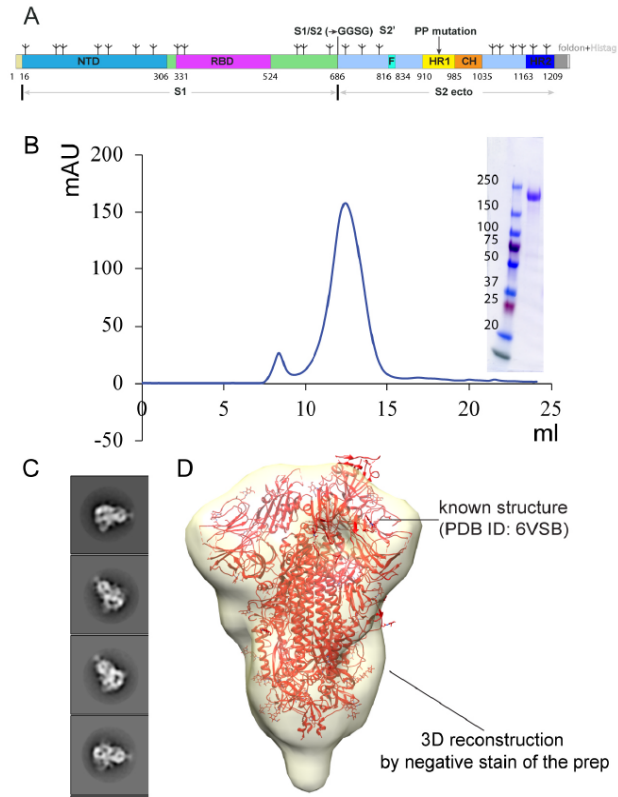 A
S1/S2 (→GGSG) S2' PP mutation
NTD RBD F HR1 CH foldon+Histag
1 16 306 331 524 686 816 834 910 985 1035 1163 1209
S1 S2 ecto
B
mAU
200
150
100
50
0
-50
0 5 10 15 20 25
ml
250
150
100
75
50
37
25
20
C
D
known structure
(PDB ID: 6VSB)
3D reconstruction
by negative stain of the prep